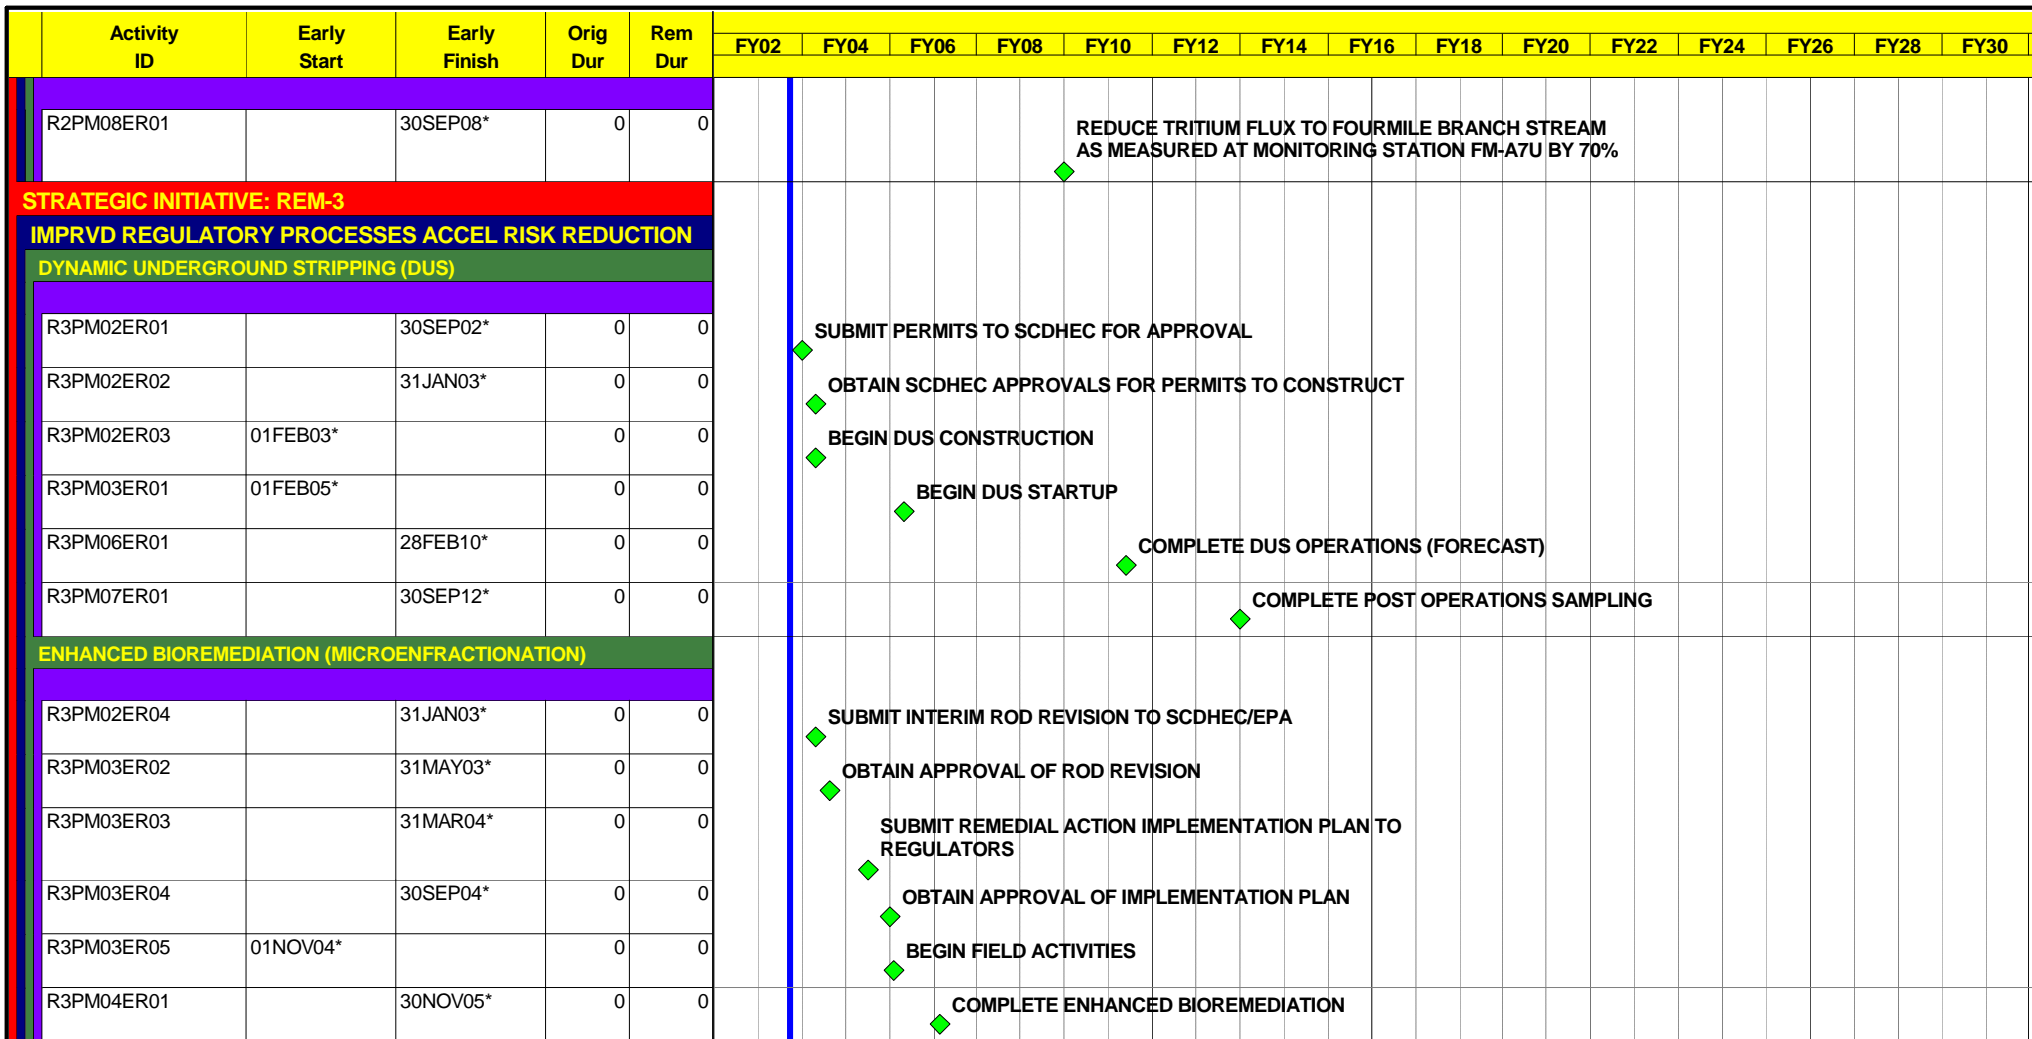 Activity ID Early Start Early Finish Orig Dur Rem Dur FY02 FY04 FY06 FY08 FY10 FY12 FY14 FY16 FY18 FY20 FY22 FY24 FY26 FY28 FY30
R2PM08ER01 30SEP08* 0 0 REDUCE TRITIUM FLUX TO FOURMILE BRANCH STREAM
AS MEASURED AT MONITORING STATION FM-A7U BY 70%
STRATEGIC INITIATIVE: REM-3
IMPRVD REGULATORY PROCESSES ACCEL RISK REDUCTION
DYNAMIC UNDERGROUND STRIPPING (DUS)
R3PM02ER01 30SEP02* 0 0 SUBMIT PERMITS TO SCDHEC FOR APPROVAL
R3PM02ER02 31JAN03* 0 0 OBTAIN SCDHEC APPROVALS FOR PERMITS TO CONSTRUCT
R3PM02ER03 01FEB03* 0 0 BEGIN DUS CONSTRUCTION
R3PM03ER01 01FEB05* 0 0 BEGIN DUS STARTUP
R3PM06ER01 28FEB10* 0 0 COMPLETE DUS OPERATIONS (FORECAST)
R3PM07ER01 30SEP12* 0 0 COMPLETE POST OPERATIONS SAMPLING
ENHANCED BIOREMEDIATION (MICROENFRACTIONATION)
R3PM02ER04 31JAN03* 0 0 SUBMIT INTERIM ROD REVISION TO SCDHEC/EPA
R3PM03ER02 31MAY03* 0 0 OBTAIN APPROVAL OF ROD REVISION
R3PM03ER03 31MAR04* 0 0 SUBMIT REMEDIAL ACTION IMPLEMENTATION PLAN TO
REGULATORS
R3PM03ER04 30SEP04* 0 0 OBTAIN APPROVAL OF IMPLEMENTATION PLAN
R3PM03ER05 01NOV04* 0 0 BEGIN FIELD ACTIVITIES
R3PM04ER01 30NOV05* 0 0 COMPLETE ENHANCED BIOREMEDIATION